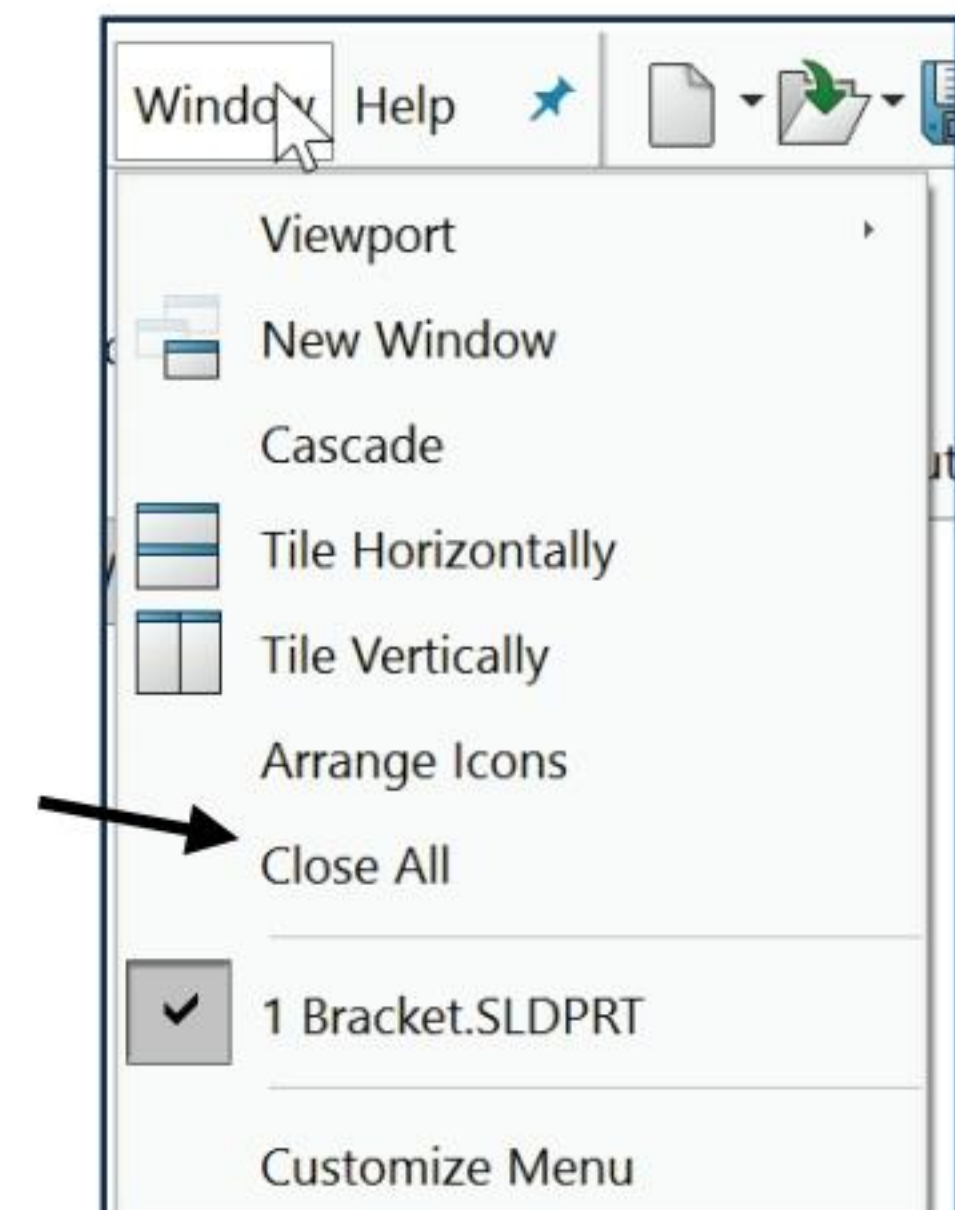 Window Help
Viewport
New Window
Cascade
Tile Horizontally
Tile Vertically
Arrange Icons
Close All
1 Bracket.SLDPRT
Customize Menu